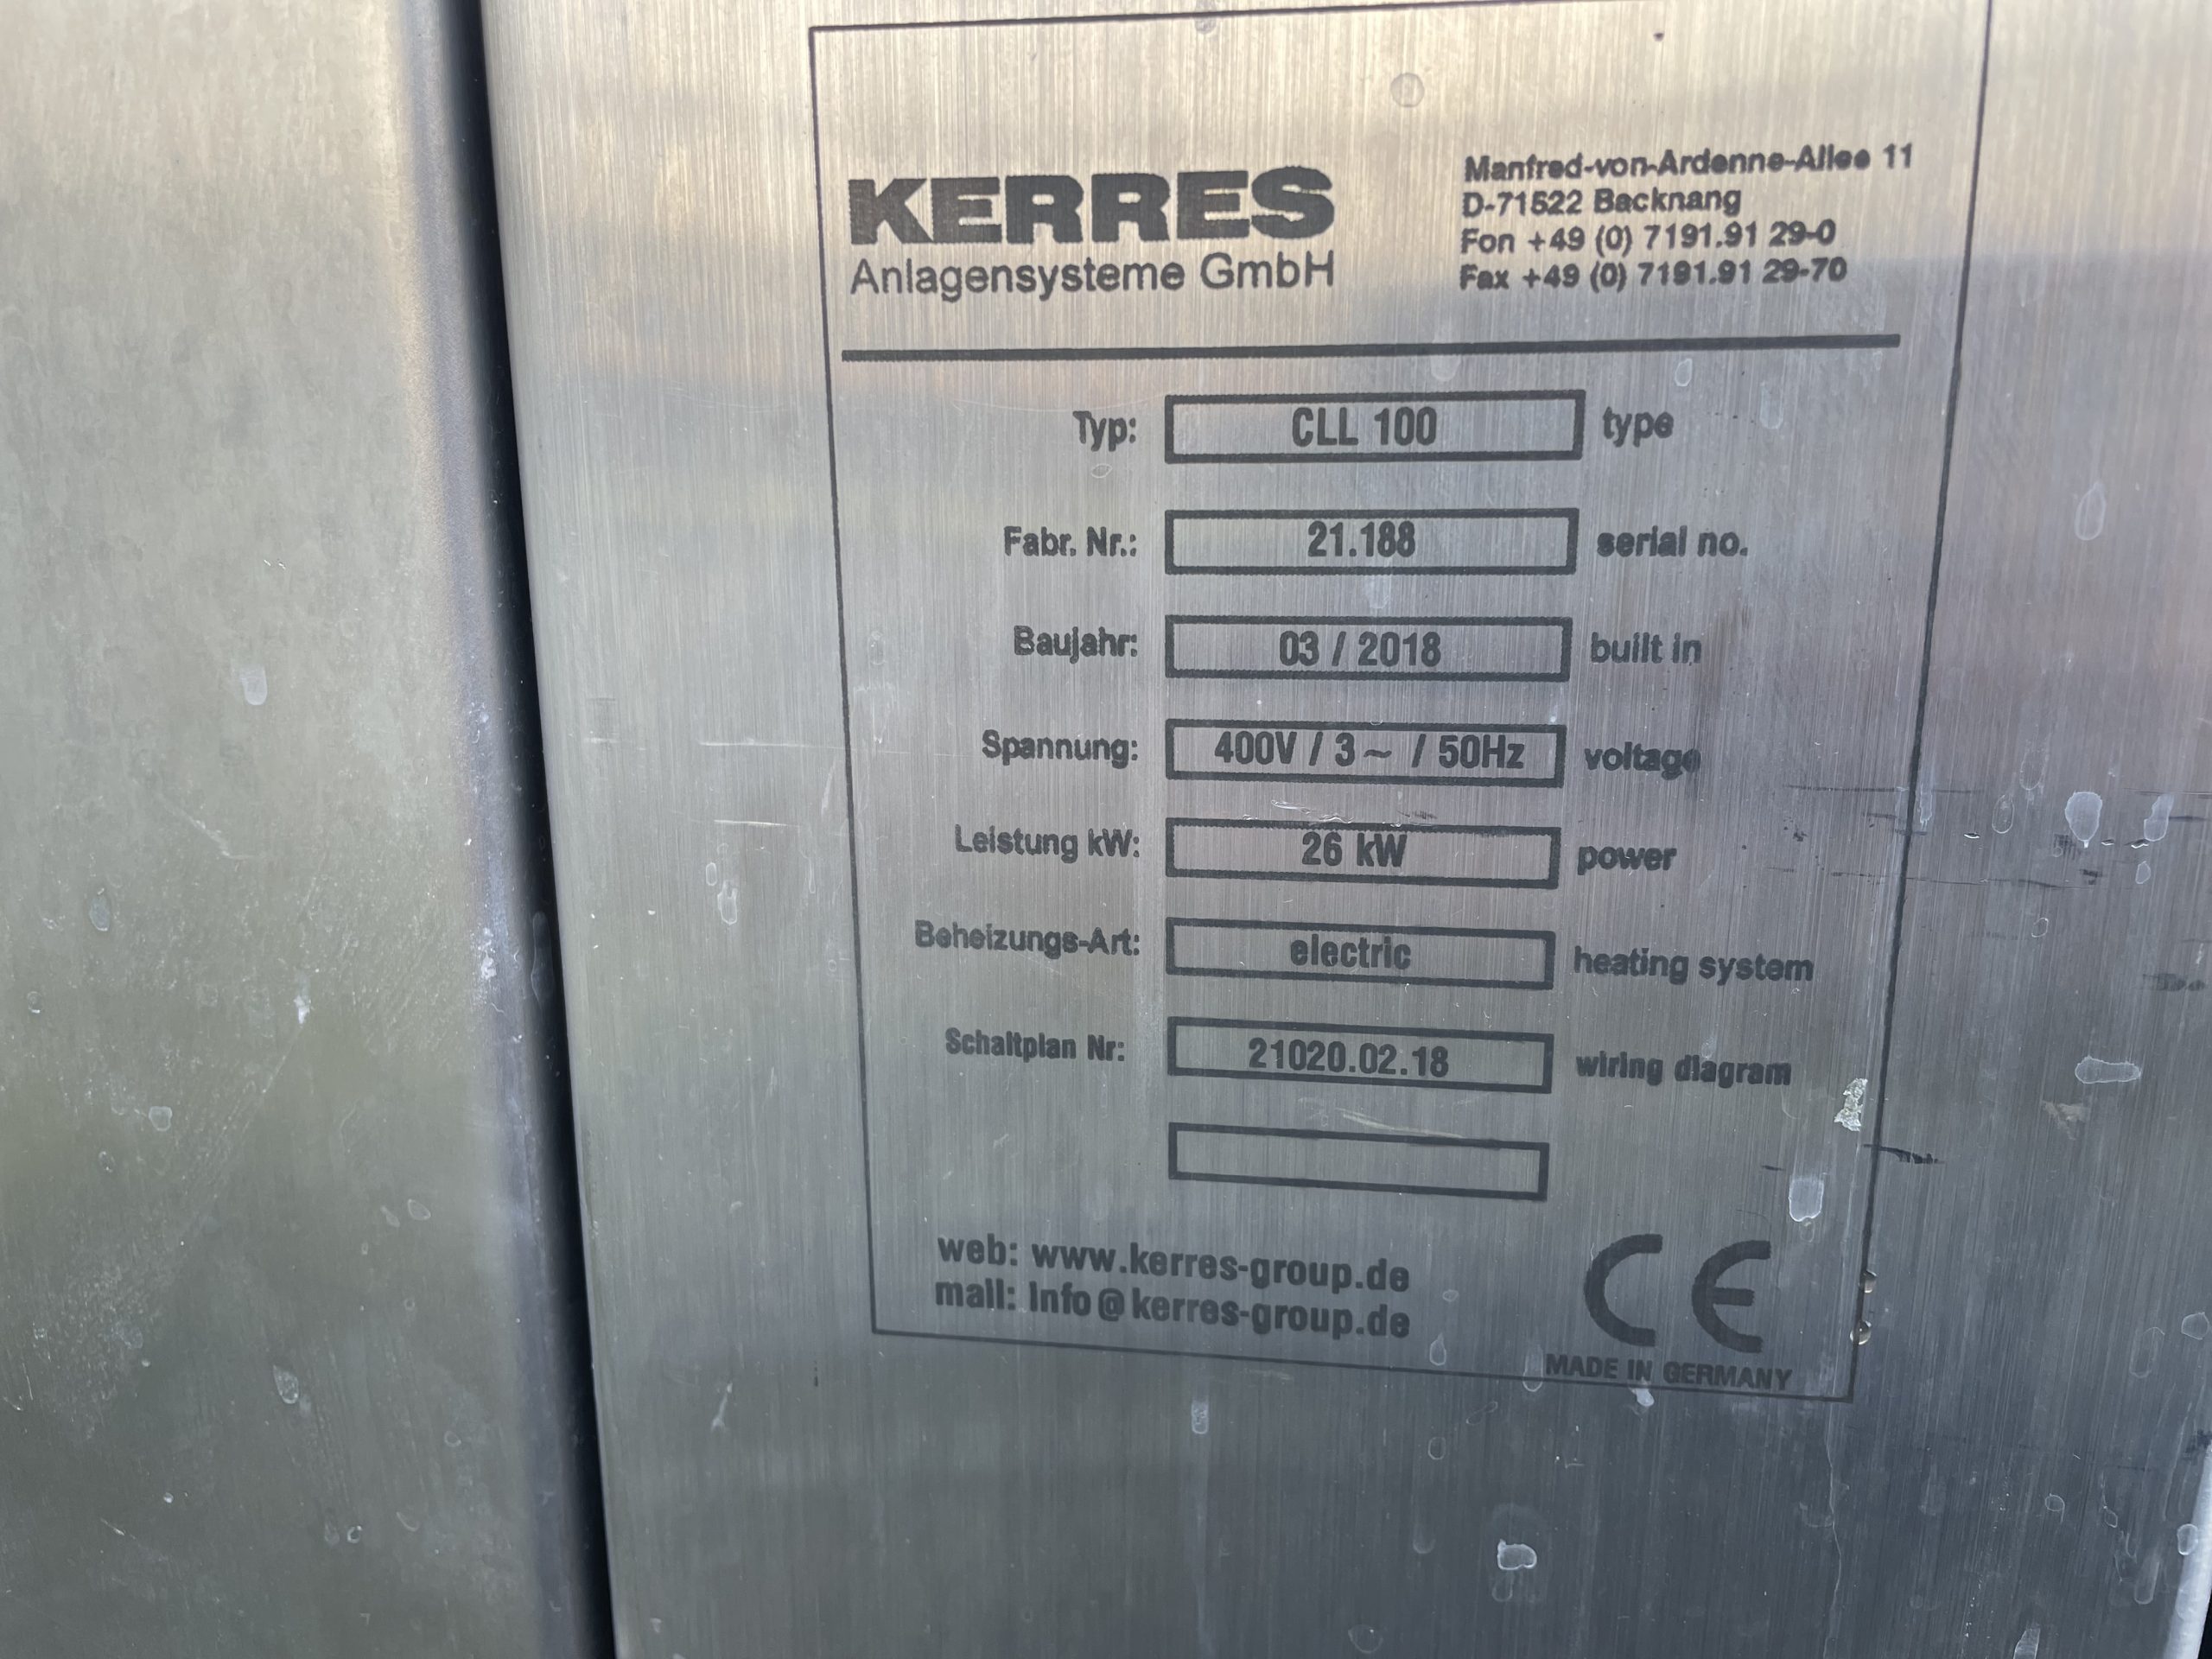 KERRES
Anlagensysteme GmbH
Manfred-von-Ardenne-Allee 11
D-71522 Backnang
Fon +49 (0) 7191.91 29-0
Fax +49 (0) 7191.91 29-70
Typ: CLL 100 type
Fabr. Nr.: 21.188 serial no.
Baujahr: 03 / 2018 built in
Spannung: 400V / 3 ~ / 50Hz voltage
Leistung kW: 26 kW power
Beheizungs-Art: electric heating system
Schaltplan Nr: 21020.02.18 wiring diagram
web: www.kerres-group.de
mail: info@kerres-group.de
CE
MADE IN GERMANY